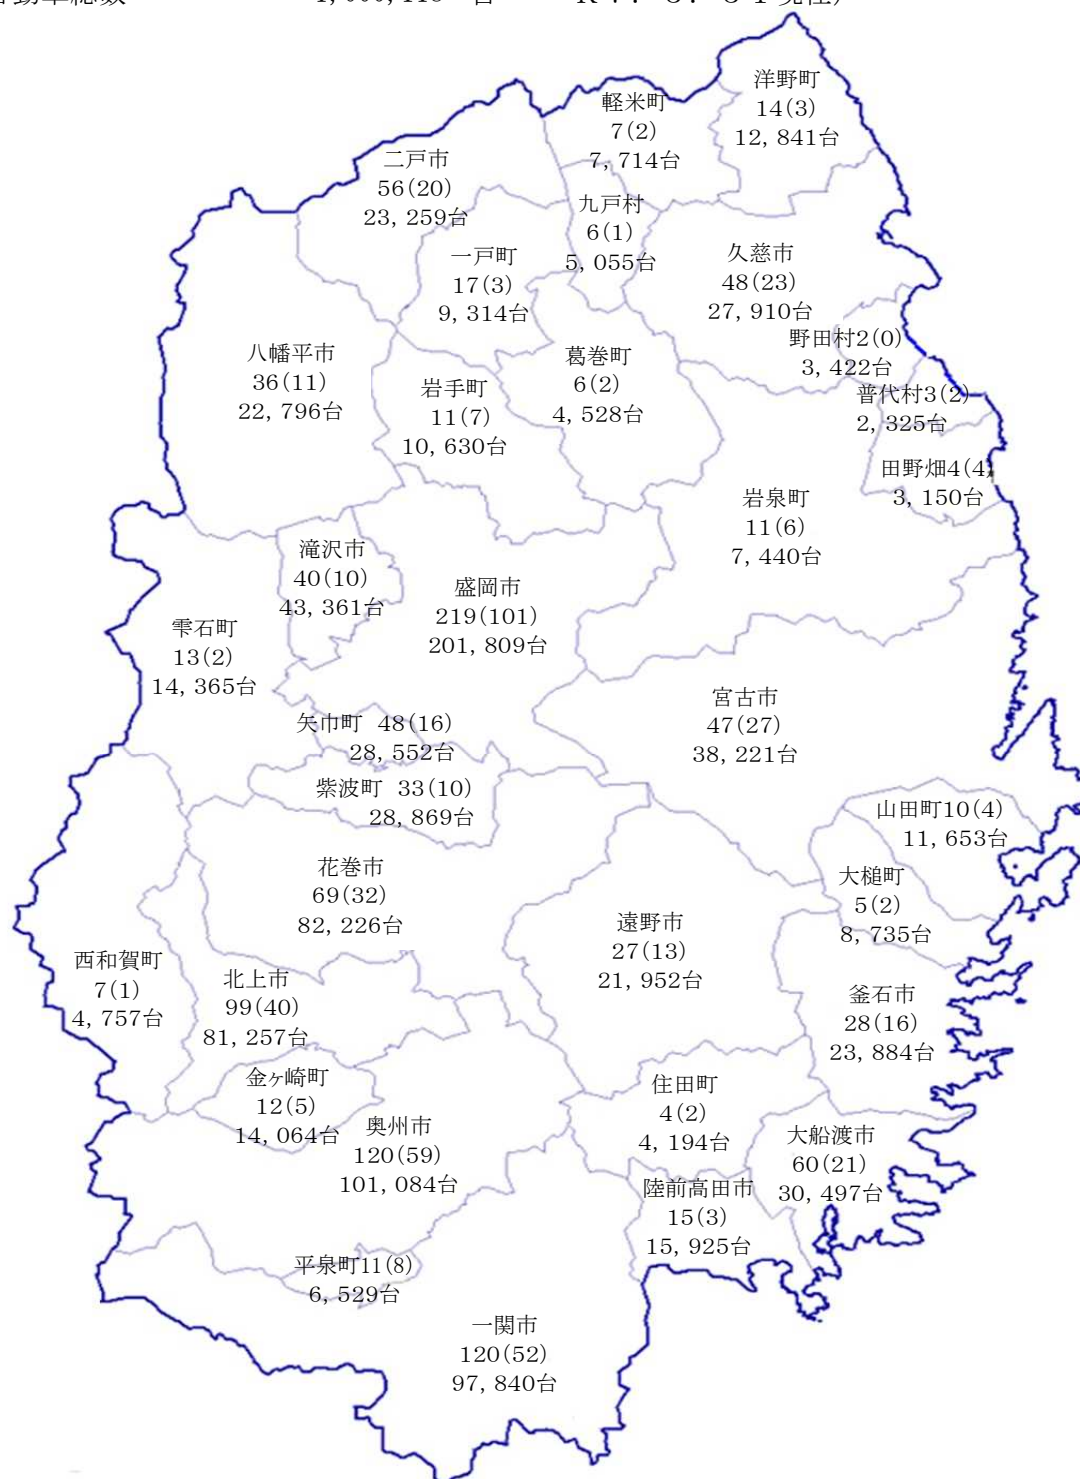 洋野町
14(3)
12,841台
軽米町
7(2)
7,714台
二戸市
56(20)
23,259台
九戸村
6(1)
5,055台
一戸町
17(3)
9,314台
久慈市
48(23)
27,910台
野田村2(0)
3,422台
八幡平市
36(11)
22,796台
葛巻町
6(2)
4,528台
岩手町
11(7)
10,630台
普代村3(2)
2,325台
田野畑4(4)
3,150台
岩泉町
11(6)
7,440台
滝沢市
40(10)
43,361台
盛岡市
219(101)
201,809台
雫石町
13(2)
14,365台
宮古市
47(27)
38,221台
矢巾町 48(16)
28,552台
紫波町 33(10)
28,869台
山田町10(4)
11,653台
花巻市
69(32)
82,226台
大槌町
5(2)
8,735台
遠野市
27(13)
21,952台
西和賀町
7(1)
4,757台
北上市
99(40)
81,257台
釜石市
28(16)
23,884台
金ヶ崎町
12(5)
14,064台
住田町
4(2)
4,194台
奥州市
120(59)
101,084台
大船渡市
60(21)
30,497台
陸前高田市
15(3)
15,925台
平泉町11(8)
6,529台
一関市
120(52)
97,840台